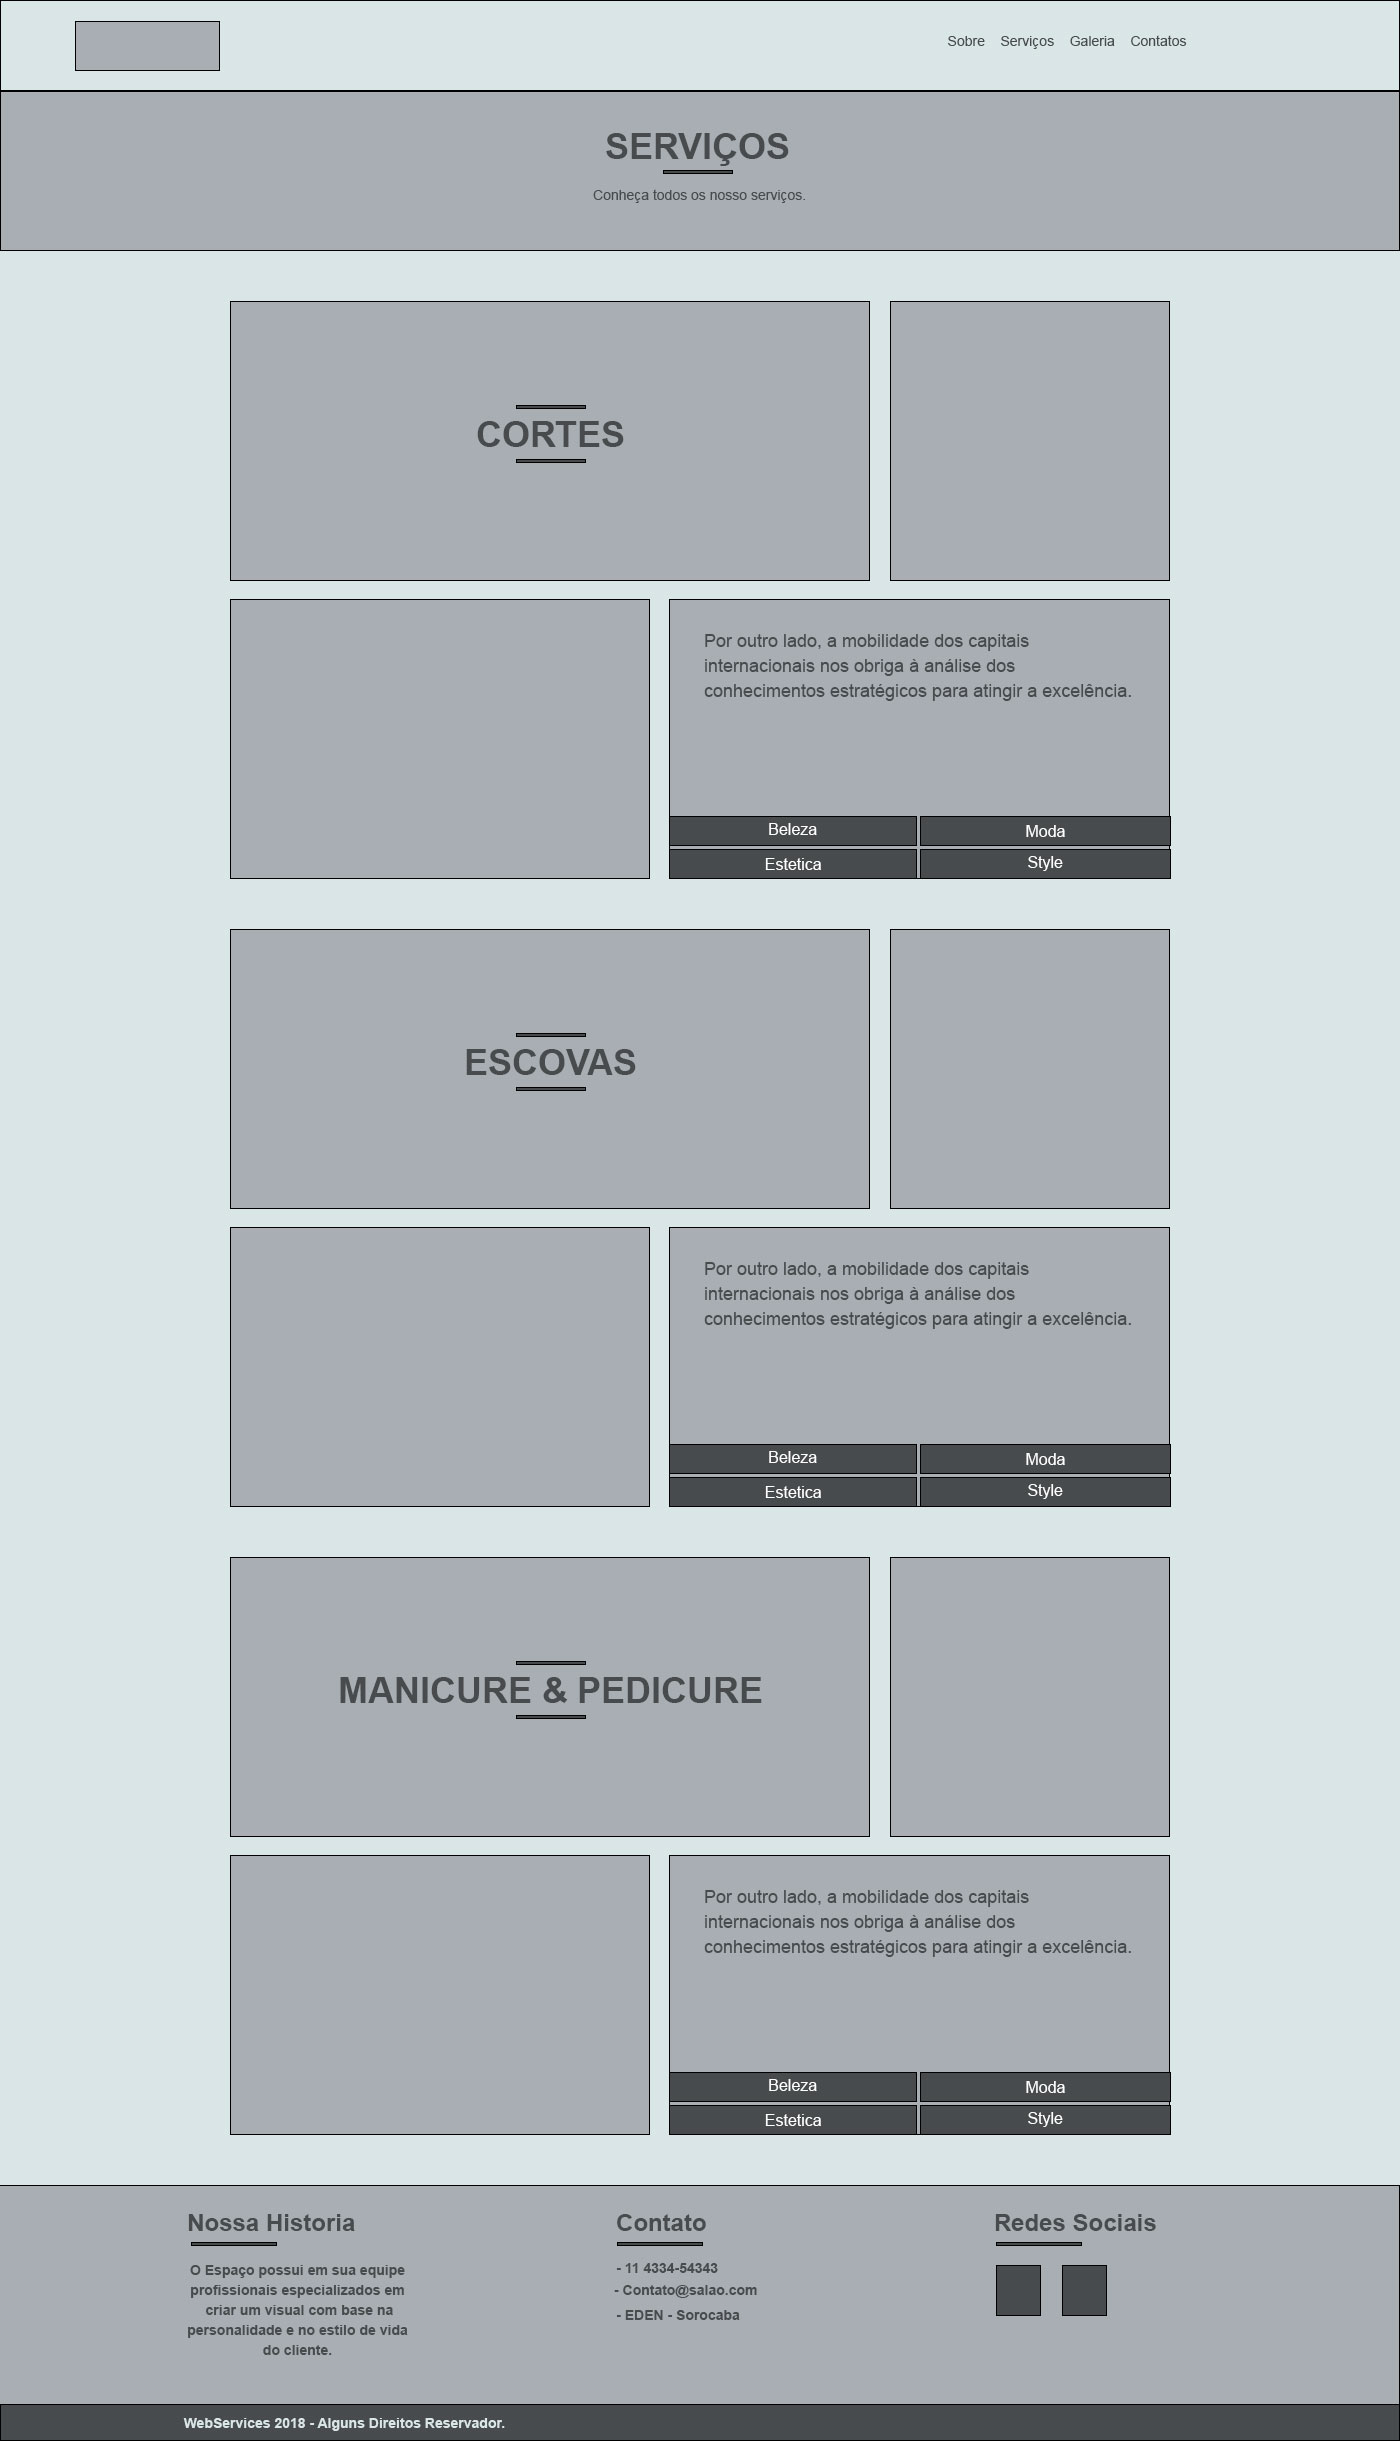 Sobre Serviços Galeria Contatos
SERVIÇOS
Conheça todos os nosso serviços.
CORTES
Por outro lado, a mobilidade dos capitais
internacionais nos obriga à análise dos
conhecimentos estratégicos para atingir a excelência.
Beleza Moda
Estetica Style
ESCOVAS
Por outro lado, a mobilidade dos capitais
internacionais nos obriga à análise dos
conhecimentos estratégicos para atingir a excelência.
Beleza Moda
Estetica Style
MANICURE & PEDICURE
Por outro lado, a mobilidade dos capitais
internacionais nos obriga à análise dos
conhecimentos estratégicos para atingir a excelência.
Beleza Moda
Estetica Style
Nossa Historia
O Espaço possui em sua equipe
profissionais especializados em
criar um visual com base na
personalidade e no estilo de vida
do cliente.
Contato
- 11 4334-54343
- Contato@salao.com
- EDEN - Sorocaba
Redes Sociais
WebServices 2018 - Alguns Direitos Reservador.